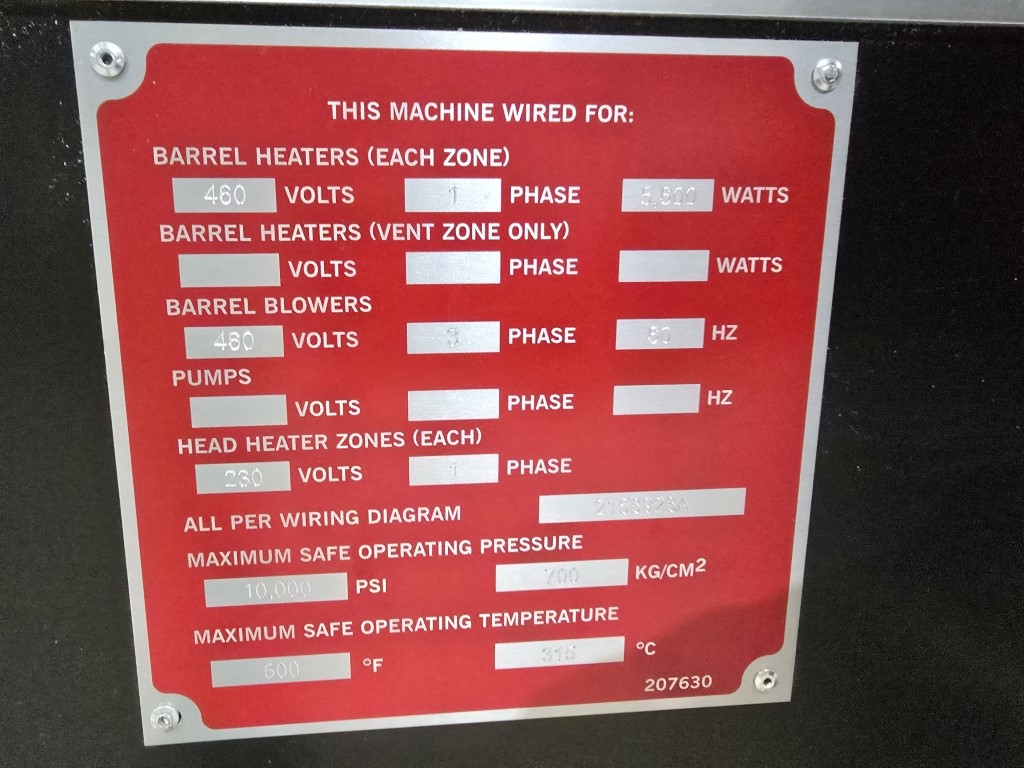 THIS MACHINE WIRED FOR:
BARREL HEATERS (EACH ZONE)
460 VOLTS 1 PHASE WATTS
BARREL HEATERS (VENT ZONE ONLY)
VOLTS PHASE WATTS
BARREL BLOWERS
460 VOLTS 3 PHASE 60 HZ
PUMPS
VOLTS PHASE HZ
HEAD HEATER ZONES (EACH)
230 VOLTS 1 PHASE
ALL PER WIRING DIAGRAM
MAXIMUM SAFE OPERATING PRESSURE
10,000 PSI 700 KG/CM2
MAXIMUM SAFE OPERATING TEMPERATURE
600 °F °C
207630